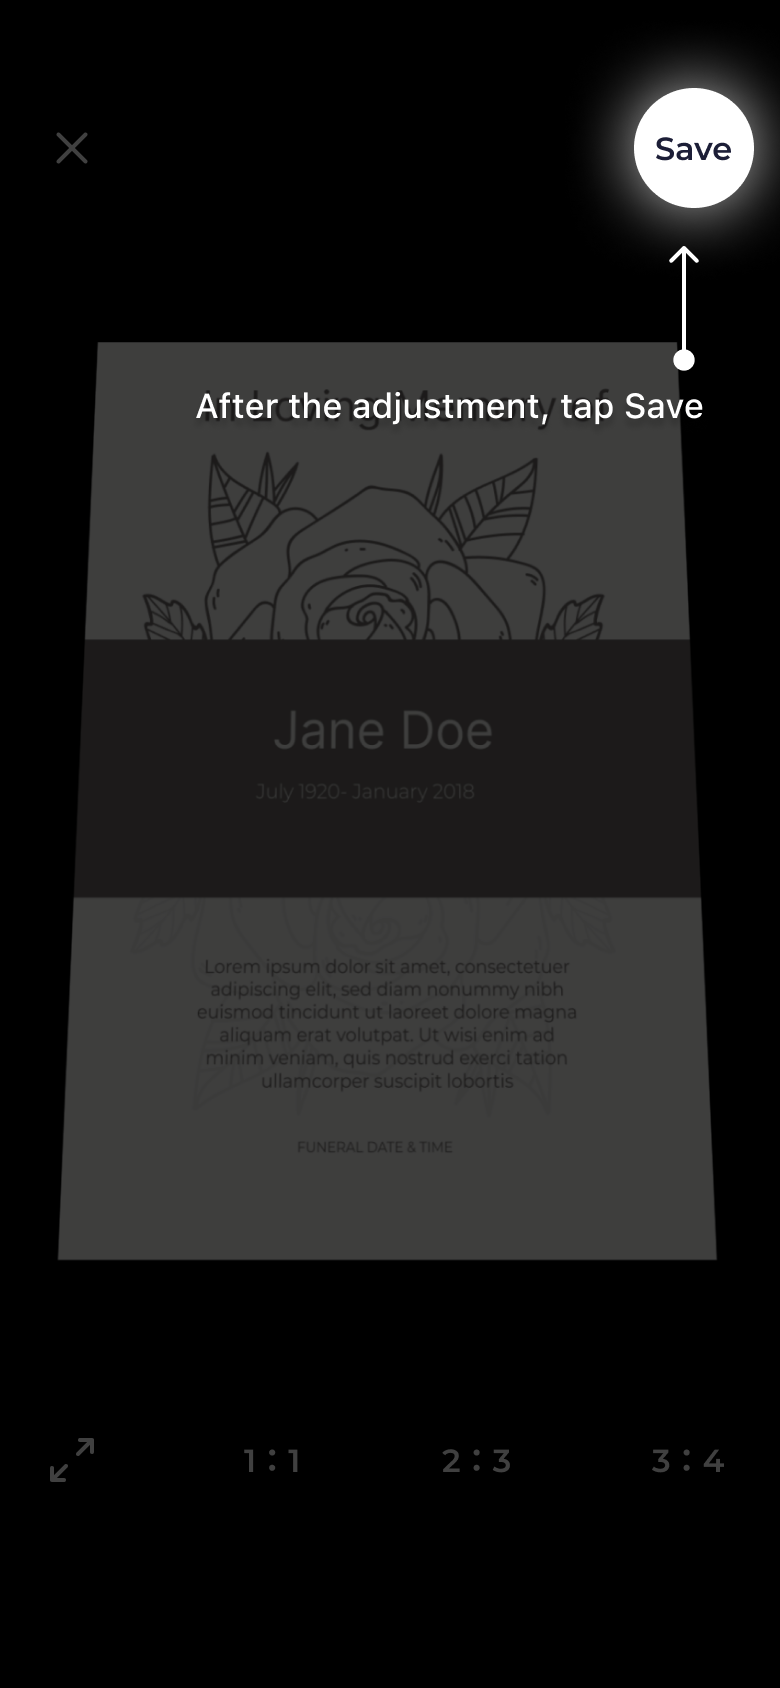 Save
After the adjustment, tap Save
In Loving Memory of
Jane Doe
July 1920- January 2018
Lorem ipsum dolor sit amet, consectetuer
adipiscing elit, sed diam nonummy nibh
euismod tincidunt ut laoreet dolore magna
aliquam erat volutpat. Ut wisi enim ad
minim veniam, quis nostrud exerci tation
ullamcorper suscipit lobortis
FUNERAL DATE & TIME
1 : 1 2 : 3 3 : 4